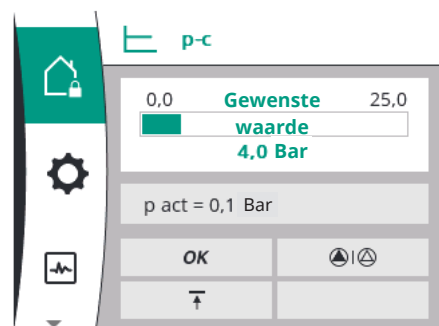 p-c
0,0 Gewenste 25,0
waarde
4,0 Bar
p act = 0,1 Bar
OK